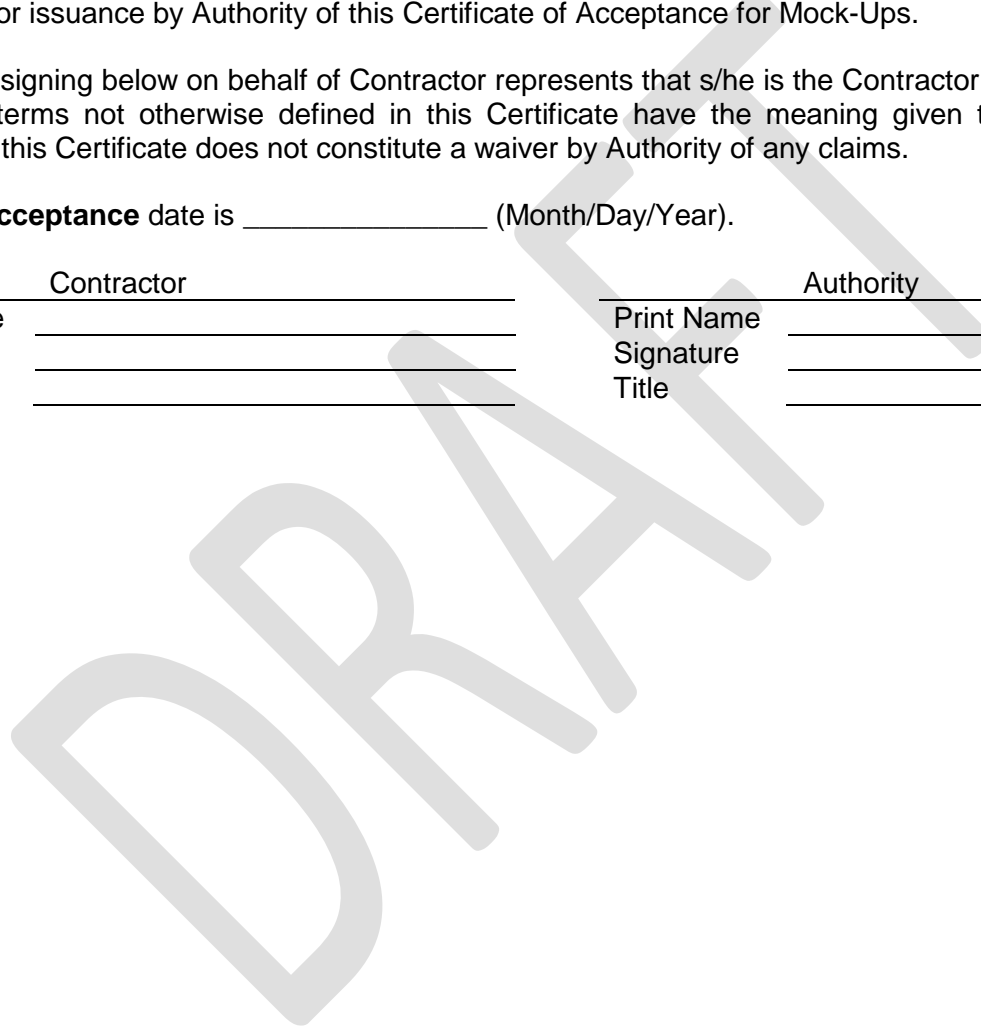 or issuance by Authority of this Certificate of Acceptance for Mock-Ups.
signing below on behalf of Contractor represents that s/he is the Contractor
terms not otherwise defined in this Certificate have the meaning given
this Certificate does not constitute a waiver by Authority of any claims.
cceptance date is _______________ (Month/Day/Year).
Contractor Authority
e Print Name
Signature
Title
DRAFT